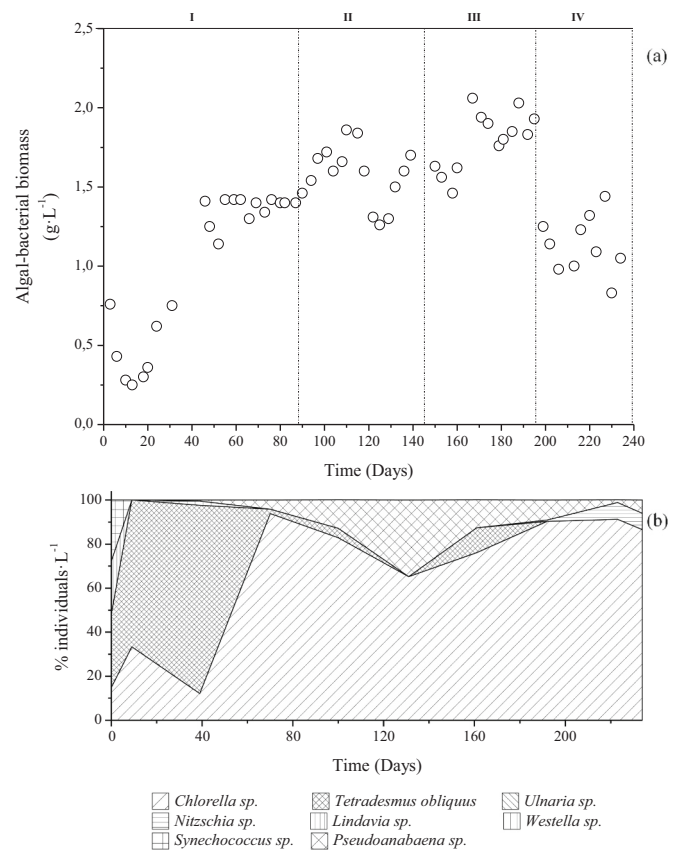 I II III IV
(a)
2,5
2,0
1,5
1,0
0,5
0,0
Algal-bacterial biomass
(g·L⁻¹)
0 20 40 60 80 100 120 140 160 180 200 220 240
Time (Days)
(b)
100
80
60
40
20
0
% individuals·L⁻¹
0 40 80 120 160 200
Time (Days)
Chlorella sp. Tetradesmus obliquus Ulnaria sp.
Nitzschia sp. Lindavia sp. Westella sp.
Synechococcus sp. Pseudoanabaena sp.